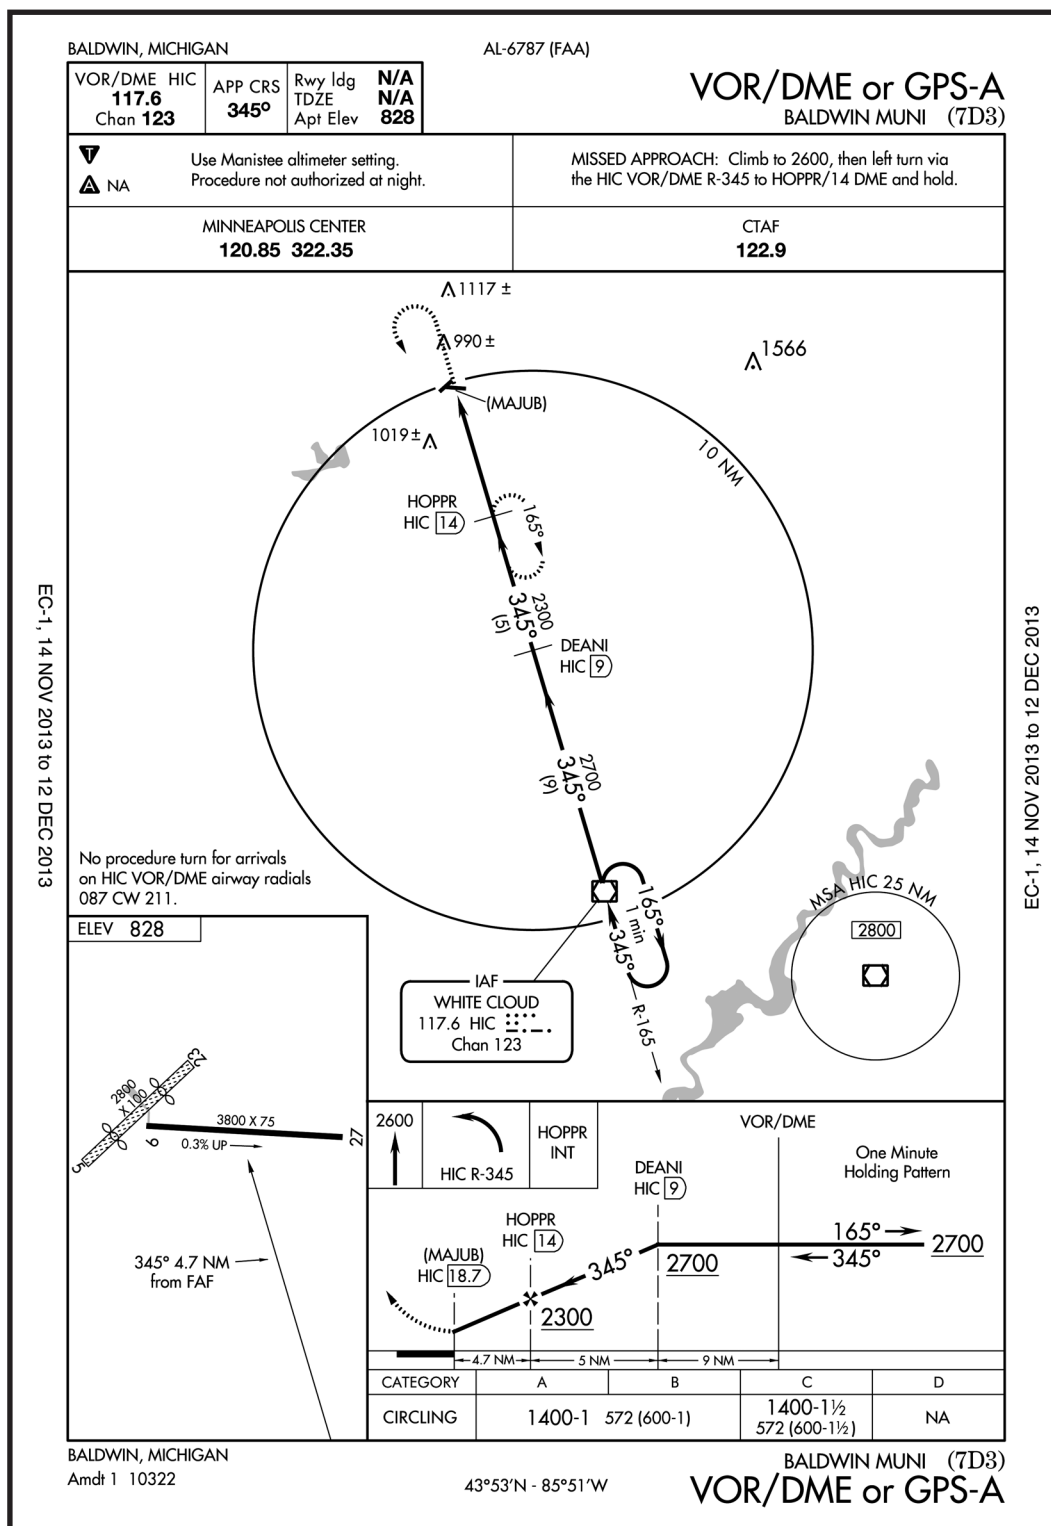 BALDWIN, MICHIGAN
AL-6787 (FAA)
VOR/DME HIC
117.6
Chan 123
APP CRS
345°
Rwy ldg N/A
TDZE N/A
Apt Elev 828
VOR/DME or GPS-A
BALDWIN MUNI (7D3)
T
A NA
Use Manistee altimeter setting.
Procedure not authorized at night.
MISSED APPROACH: Climb to 2600, then left turn via
the HIC VOR/DME R-345 to HOPPR/14 DME and hold.
MINNEAPOLIS CENTER
120.85 322.35
CTAF
122.9
1117 ±
990 ±
1566
(MAJUB)
1019 ±
10 NM
HOPPR
HIC 14
165°
2300
345°
(5)
DEANI
HIC 9
2700
345°
(9)
EC-1, 14 NOV 2013 to 12 DEC 2013
EC-1, 14 NOV 2013 to 12 DEC 2013
No procedure turn for arrivals
on HIC VOR/DME airway radials
087 CW 211.
165°
1 min
345°
R-165
MSA HIC 25 NM
2800
IAF
WHITE CLOUD
117.6 HIC
Chan 123
ELEV 828
23
2800
X 100
5
9
3800 X 75
27
0.3% UP
345° 4.7 NM
from FAF
2600
HIC R-345
HOPPR
INT
VOR/DME
One Minute
Holding Pattern
DEANI
HIC 9
HOPPR
HIC 14
(MAJUB)
HIC 18.7
345°
2700
165°
345°
2700
2300
4.7 NM
5 NM
9 NM
CATEGORY A B C D
CIRCLING 1400-1 572 (600-1) 1400-1½
572 (600-1½) NA
BALDWIN, MICHIGAN
Amdt 1 10322
43°53'N - 85°51'W
BALDWIN MUNI (7D3)
VOR/DME or GPS-A